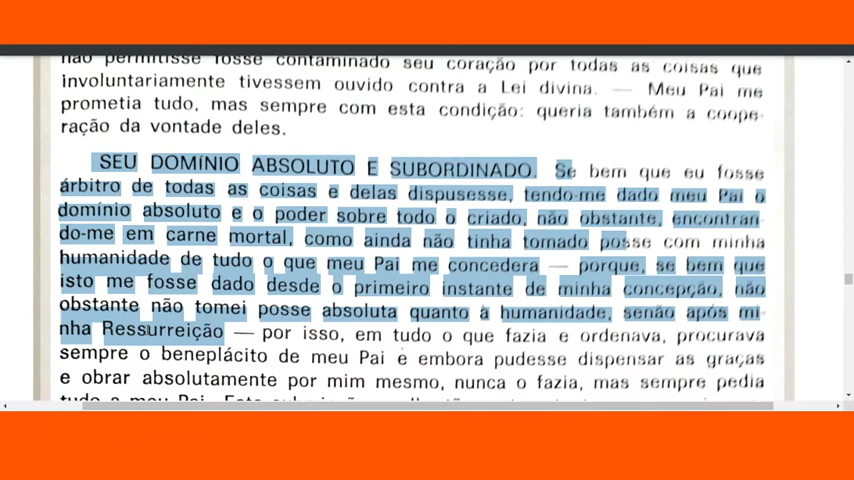 não permitisse fosse contaminado seu coração por todas as coisas que
involuntariamente tivessem ouvido contra a Lei divina. — Meu Pai me
prometia tudo, mas sempre com esta condição: queria também a coope-
ração da vontade deles.
SEU DOMÍNIO ABSOLUTO E SUBORDINADO. Se bem que eu fosse
árbitro de todas as coisas e delas dispusesse, tendo-me dado meu Pai o
domínio absoluto e o poder sobre todo o criado, não obstante, encontran-
do-me em carne mortal, como ainda não tinha tomado posse com minha
humanidade de tudo o que meu Pai me concedera — porque, se bem que
isto me fosse dado desde o primeiro instante de minha concepção, não
obstante não tomei posse absoluta quanto à humanidade, senão após mi-
nha Ressurreição — por isso, em tudo o que fazia e ordenava, procurava
sempre o beneplácito de meu Pai e embora pudesse dispensar as graças
e obrar absolutamente por mim mesmo, nunca o fazia, mas sempre pedia
tudo a meu Pai. Esta